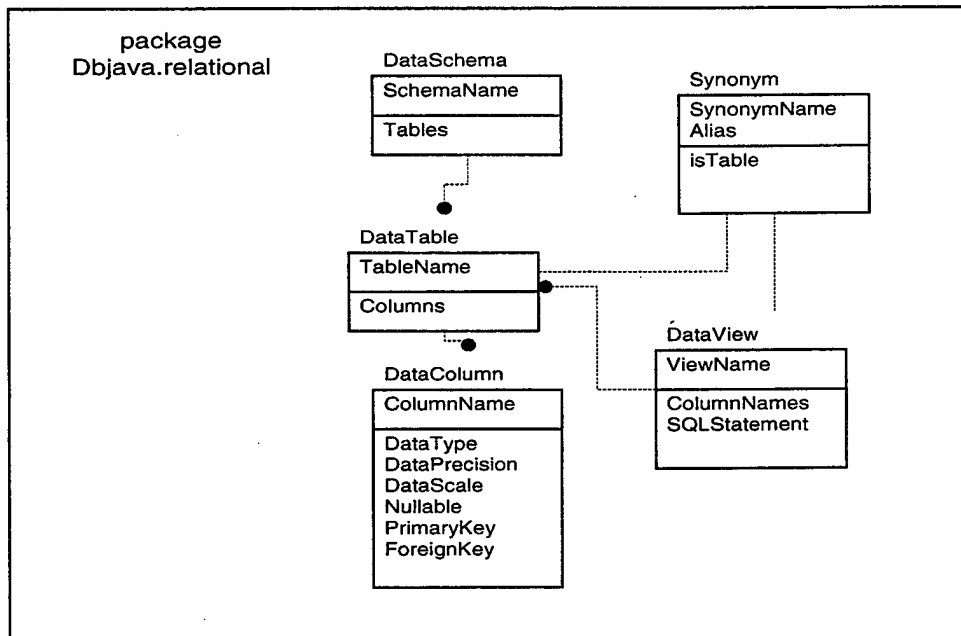 package
Dbjava.relational
DataSchema
SchemaName
Tables
Synonym
SynonymName
Alias
isTable
DataTable
TableName
Columns
DataView
ViewName
ColumnNames
SQLStatement
DataColumn
ColumnName
DataType
DataPrecision
DataScale
Nullable
PrimaryKey
ForeignKey